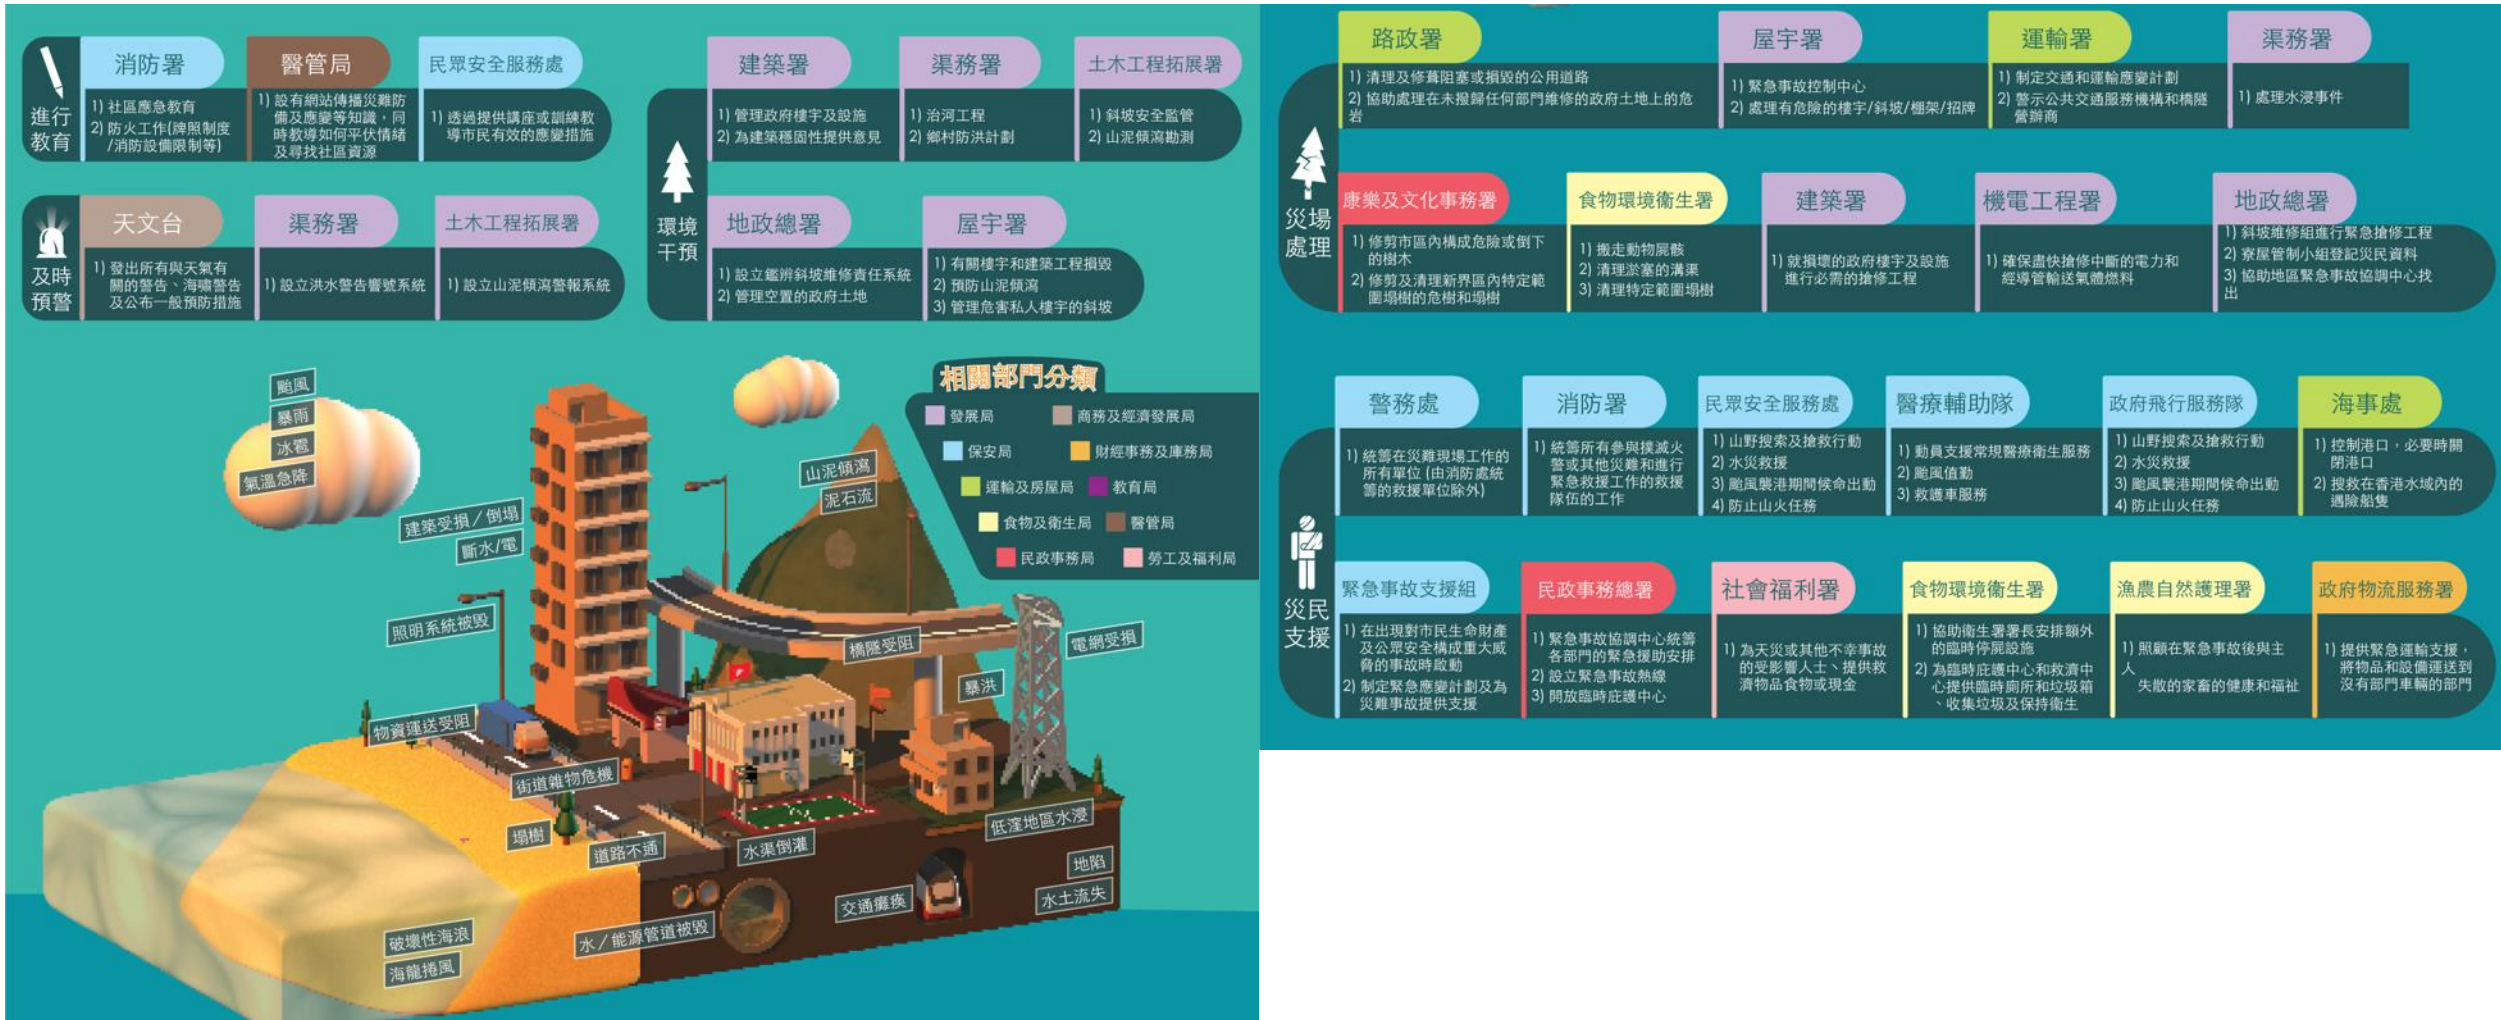 進行
教育
消防署
1) 社區應急教育
2) 防火工作(牌照制度
/消防設備限制等)
醫管局
1) 設有網站傳播災難防
備及應變等知識，同
時教導如何平伏情緒
及尋找社區資源
民眾安全服務處
1) 透過提供講座或訓練教
導市民有效的應變措施
及時
預警
天文台
1) 發出所有與天氣有
關的警告、海嘯警告
及公布一般預防措施
渠務署
1) 設立洪水警告響號系統
土木工程拓展署
1) 設立山泥傾瀉警報系統
環境
干預
建築署
1) 管理政府樓宇及設施
2) 為建築穩固性提供意見
渠務署
1) 治河工程
2) 鄉村防洪計劃
土木工程拓展署
1) 斜坡安全監管
2) 山泥傾瀉勘測
地政總署
1) 設立鑑辨斜坡維修責任系統
2) 管理空置的政府土地
屋宇署
1) 有關樓宇和建築工程損毀
2) 預防山泥傾瀉
3) 管理危害私人樓宇的斜坡
相關部門分類
發展局
商務及經濟發展局
保安局
財經事務及庫務局
運輸及房屋局
教育局
食物及衛生局
醫管局
民政事務局
勞工及福利局
颱風
暴雨
冰雹
氣溫急降
建築受損／倒塌
斷水/電
照明系統被毀
物資運送受阻
街道雜物危機
塌樹
道路不通
水渠倒灌
山泥傾瀉
泥石流
橋隧受阻
電網受損
暴洪
低窪地區水浸
地陷
水土流失
交通癱瘓
水／能源管道被毀
破壞性海浪
海龍捲風
災場
處理
路政署
1) 清理及修葺阻塞或損毀的公用道路
2) 協助處理在未撥歸任何部門維修的政府土地上的危
岩
屋宇署
1) 緊急事故控制中心
2) 處理有危險的樓宇/斜坡/棚架/招牌
運輸署
1) 制定交通和運輸應變計劃
2) 警示公共交通服務機構和橋隧
營辦商
渠務署
1) 處理水浸事件
康樂及文化事務署
1) 修剪市區內構成危險或倒下
的樹木
2) 修剪及清理新界區內特定範
圍塌樹的危樹和塌樹
食物環境衞生署
1) 搬走動物屍骸
2) 清理淤塞的溝渠
3) 清理特定範圍塌樹
建築署
1) 就損壞的政府樓宇及設施
進行必需的搶修工程
機電工程署
1) 確保盡快搶修中斷的電力和
經導管輸送氣體燃料
地政總署
1) 斜坡維修組進行緊急搶修工程
2) 寮屋管制小組登記災民資料
3) 協助地區緊急事故協調中心找
出
災民
支援
警務處
1) 統籌在災難現場工作的
所有單位 (由消防處統
籌的救援單位除外)
消防署
1) 統籌所有參與撲滅火
警或其他災難和進行
緊急救援工作的救援
隊伍的工作
民眾安全服務處
1) 山野搜索及搶救行動
2) 水災救援
3) 颱風襲港期間候命出動
4) 防止山火任務
醫療輔助隊
1) 動員支援常規醫療衛生服務
2) 颱風值勤
3) 救護車服務
政府飛行服務隊
1) 山野搜索及搶救行動
2) 水災救援
3) 颱風襲港期間候命出動
4) 防止山火任務
海事處
1) 控制港口，必要時關
閉港口
2) 搜救在香港水域內的
遇險船隻
緊急事故支援組
1) 在出現對市民生命財產
及公眾安全構成重大威
脅的事故時啟動
2) 制定緊急應變計劃及為
災難事故提供支援
民政事務總署
1) 緊急事故協調中心統籌
各部門的緊急援助安排
2) 設立緊急事故熱線
3) 開放臨時庇護中心
社會福利署
1) 為天災或其他不幸事故
的受影響人士、提供救
濟物品食物或現金
食物環境衞生署
1) 協助衞生署署長安排額外
的臨時停屍設施
2) 為臨時庇護中心和救濟中
心提供臨時廁所和垃圾箱
、收集垃圾及保持衛生
漁農自然護理署
1) 照顧在緊急事故後與主
人
失散的家畜的健康和福祉
政府物流服務署
1) 提供緊急運輸支援，
將物品和設備運送到
沒有部門車輛的部門